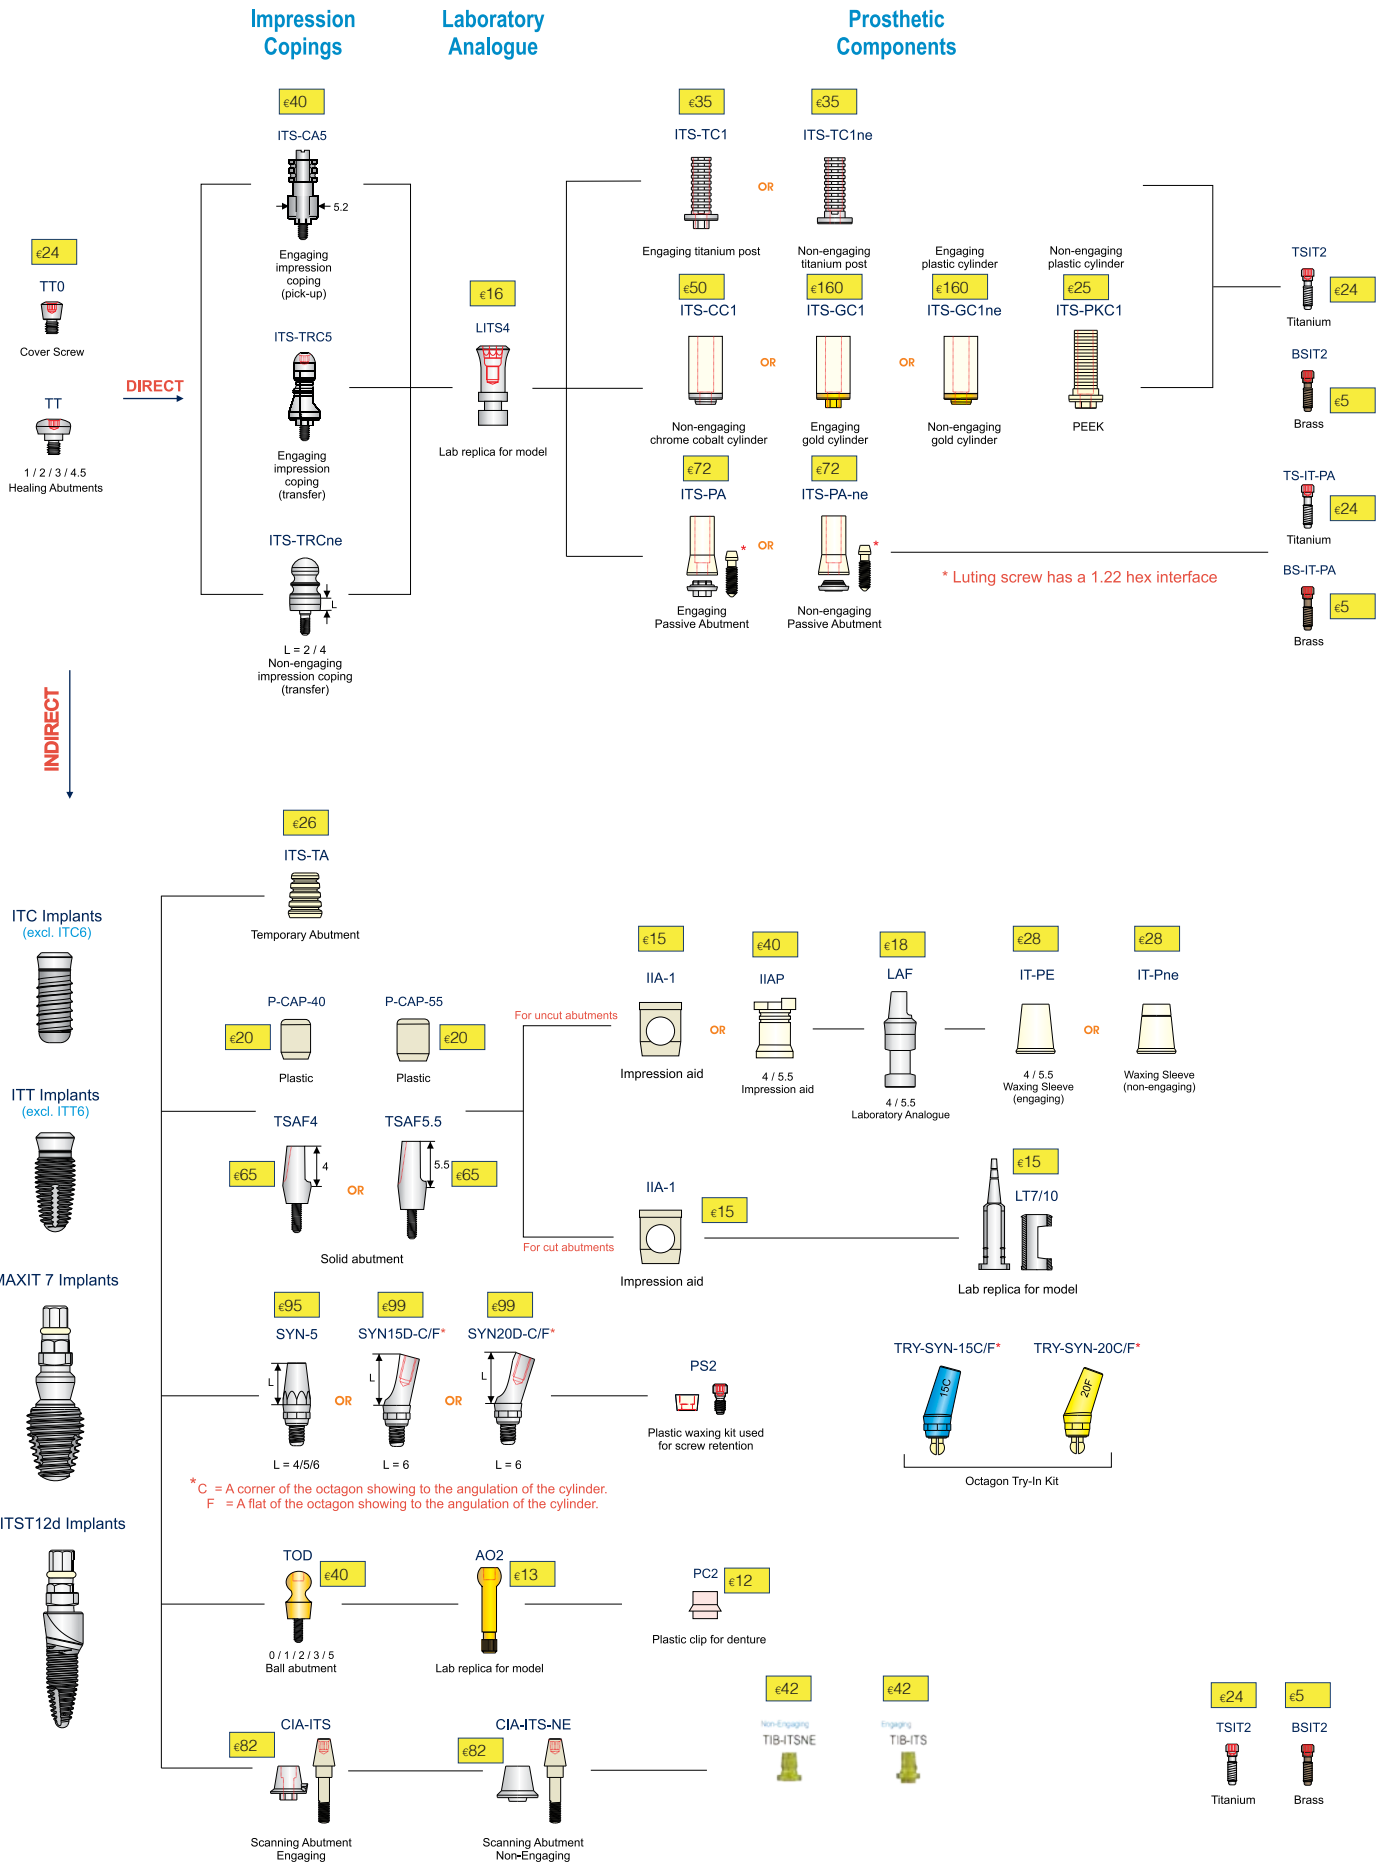 Impression
Copings
Laboratory
Analogue
Prosthetic
Components
€40
ITS-CA5
5.2
Engaging
impression
coping
(pick-up)
€35
ITS-TC1
OR
Engaging titanium post
€35
ITS-TC1ne
Non-engaging
titanium post
Engaging
plastic cylinder
Non-engaging
plastic cylinder
€24
TT0
Cover Screw
TT
1 / 2 / 3 / 4.5
Healing Abutments
DIRECT
ITS-TRC5
Engaging
impression
coping
(transfer)
€16
LITS4
Lab replica for model
€50
ITS-CC1
OR
Non-engaging
chrome cobalt cylinder
€160
ITS-GC1
OR
Engaging
gold cylinder
€160
ITS-GC1ne
Non-engaging
gold cylinder
€25
ITS-PKC1
PEEK
TSIT2
€24
Titanium
BSIT2
€5
Brass
ITS-TRCne
L
L = 2 / 4
Non-engaging
impression coping
(transfer)
€72
ITS-PA
*
OR
Engaging
Passive Abutment
€72
ITS-PA-ne
*
Non-engaging
Passive Abutment
* Luting screw has a 1.22 hex interface
TS-IT-PA
€24
Titanium
BS-IT-PA
€5
Brass
INDIRECT
€26
ITS-TA
Temporary Abutment
ITC Implants
(excl. ITC6)
ITT Implants
(excl. ITT6)
MAXIT 7 Implants
ITST12d Implants
P-CAP-40
€20
Plastic
P-CAP-55
€20
Plastic
TSAF4
€65
4
OR
TSAF5.5
5.5
€65
Solid abutment
For uncut abutments
€15
IIA-1
OR
Impression aid
€40
IIAP
4 / 5.5
Impression aid
€18
LAF
4 / 5.5
Laboratory Analogue
€28
IT-PE
OR
4 / 5.5
Waxing Sleeve
(engaging)
€28
IT-Pne
Waxing Sleeve
(non-engaging)
For cut abutments
IIA-1
€15
Impression aid
€15
LT7/10
Lab replica for model
€95
SYN-5
L
OR
L = 4/5/6
€99
SYN15D-C/F*
L
OR
L = 6
€99
SYN20D-C/F*
L
L = 6
PS2
Plastic waxing kit used
for screw retention
TRY-SYN-15C/F*
15C
TRY-SYN-20C/F*
20F
Octagon Try-In Kit
*C = A corner of the octagon showing to the angulation of the cylinder.
F = A flat of the octagon showing to the angulation of the cylinder.
TOD
€40
0 / 1 / 2 / 3 / 5
Ball abutment
AO2
€13
Lab replica for model
PC2
€12
Plastic clip for denture
CIA-ITS
€82
Scanning Abutment
Engaging
CIA-ITS-NE
€82
Scanning Abutment
Non-Engaging
€42
Non-Engaging
TIB-ITSNE
€42
Engaging
TIB-ITS
€24
TSIT2
Titanium
€5
BSIT2
Brass